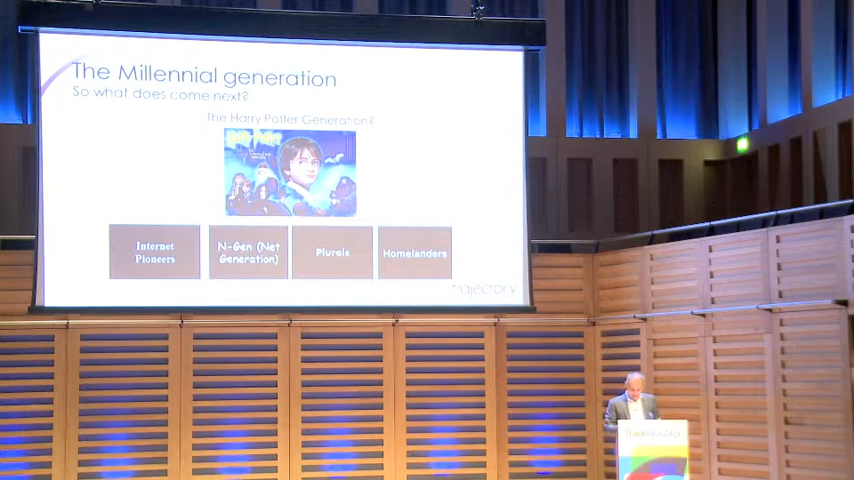 The Millennial generation
So what does come next?
The Harry Potter Generation?
Internet
Pioneers
N-Gen (Net
Generation)
Plurals
Homelanders
trajectory